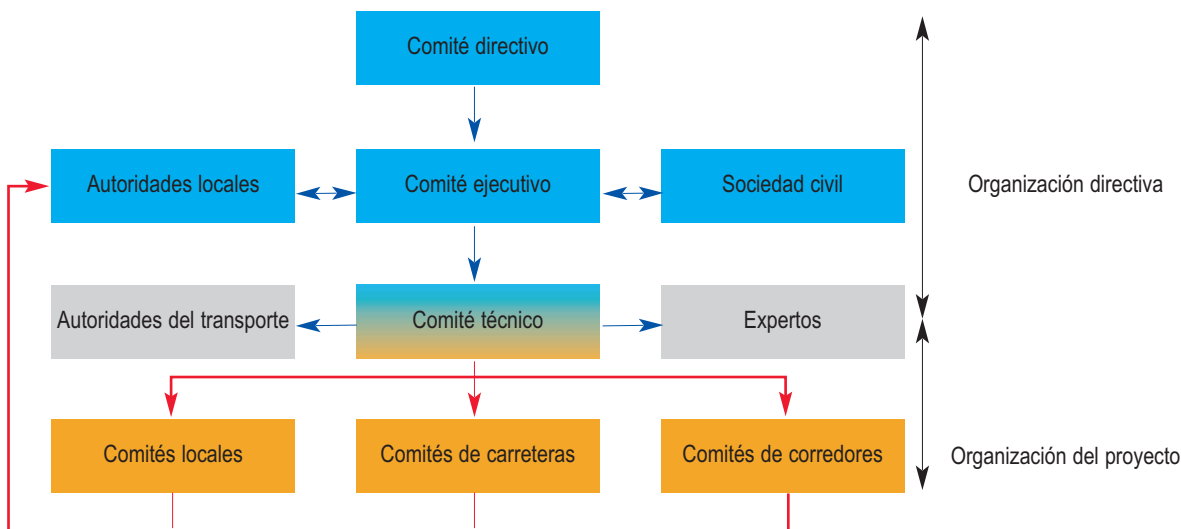 Comité directivo
Autoridades locales
Comité ejecutivo
Sociedad civil
Organización directiva
Autoridades del transporte
Comité técnico
Expertos
Comités locales
Comités de carreteras
Comités de corredores
Organización del proyecto